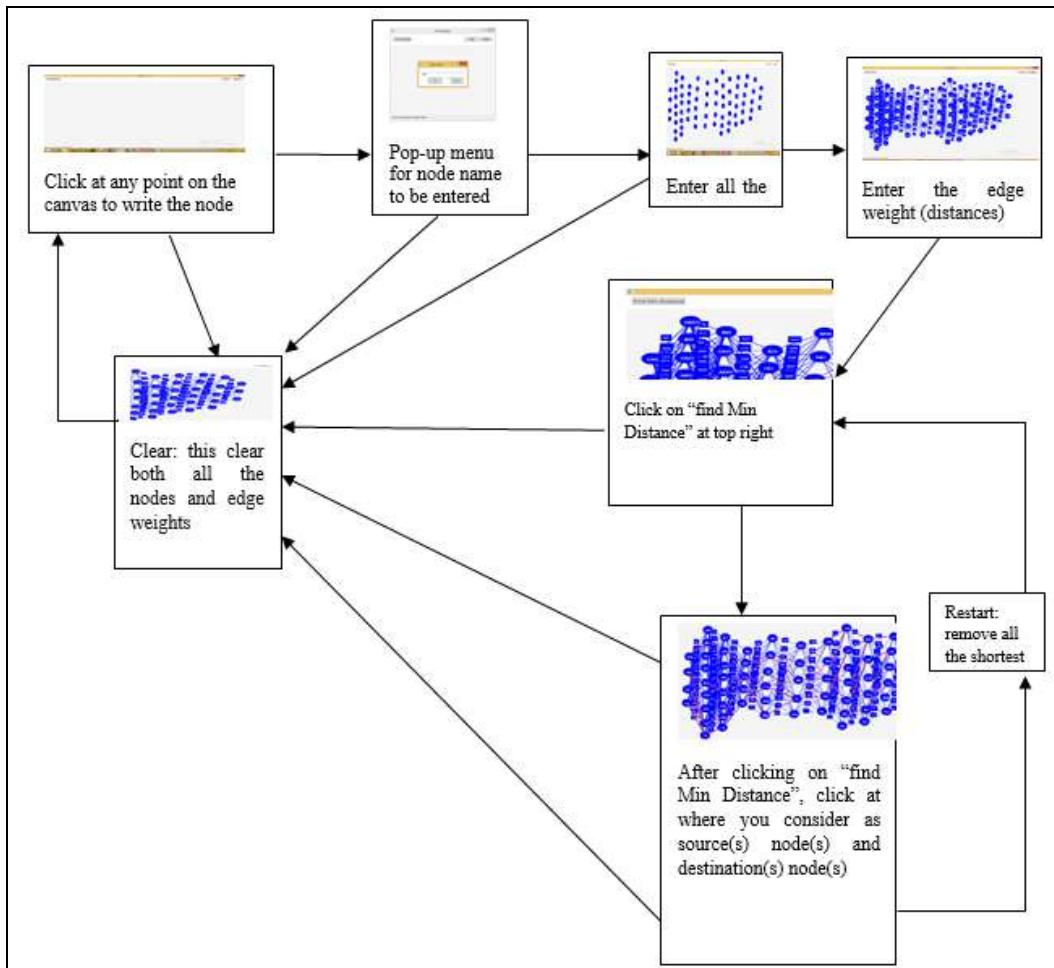 Click at any point on the
canvas to write the node
Pop-up menu
for node name
to be entered
Enter all the
Enter the edge
weight (distances)
Clear: this clear
both all the
nodes and edge
weights
Click on “find Min
Distance” at top right
Restart:
remove all
the shortest
After clicking on “find
Min Distance”, click at
where you consider as
source(s) node(s) and
destination(s) node(s)